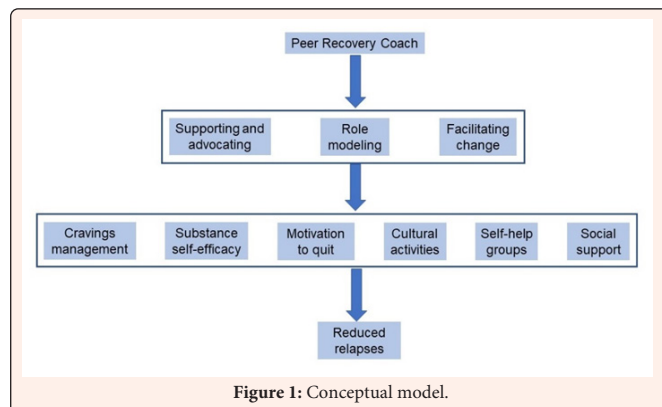 Peer Recovery Coach
Supporting and
advocating
Role
modeling
Facilitating
change
Cravings
management
Substance
self-efficacy
Motivation
to quit
Cultural
activities
Self-help
groups
Social
support
Reduced
relapses
Figure 1: Conceptual model.